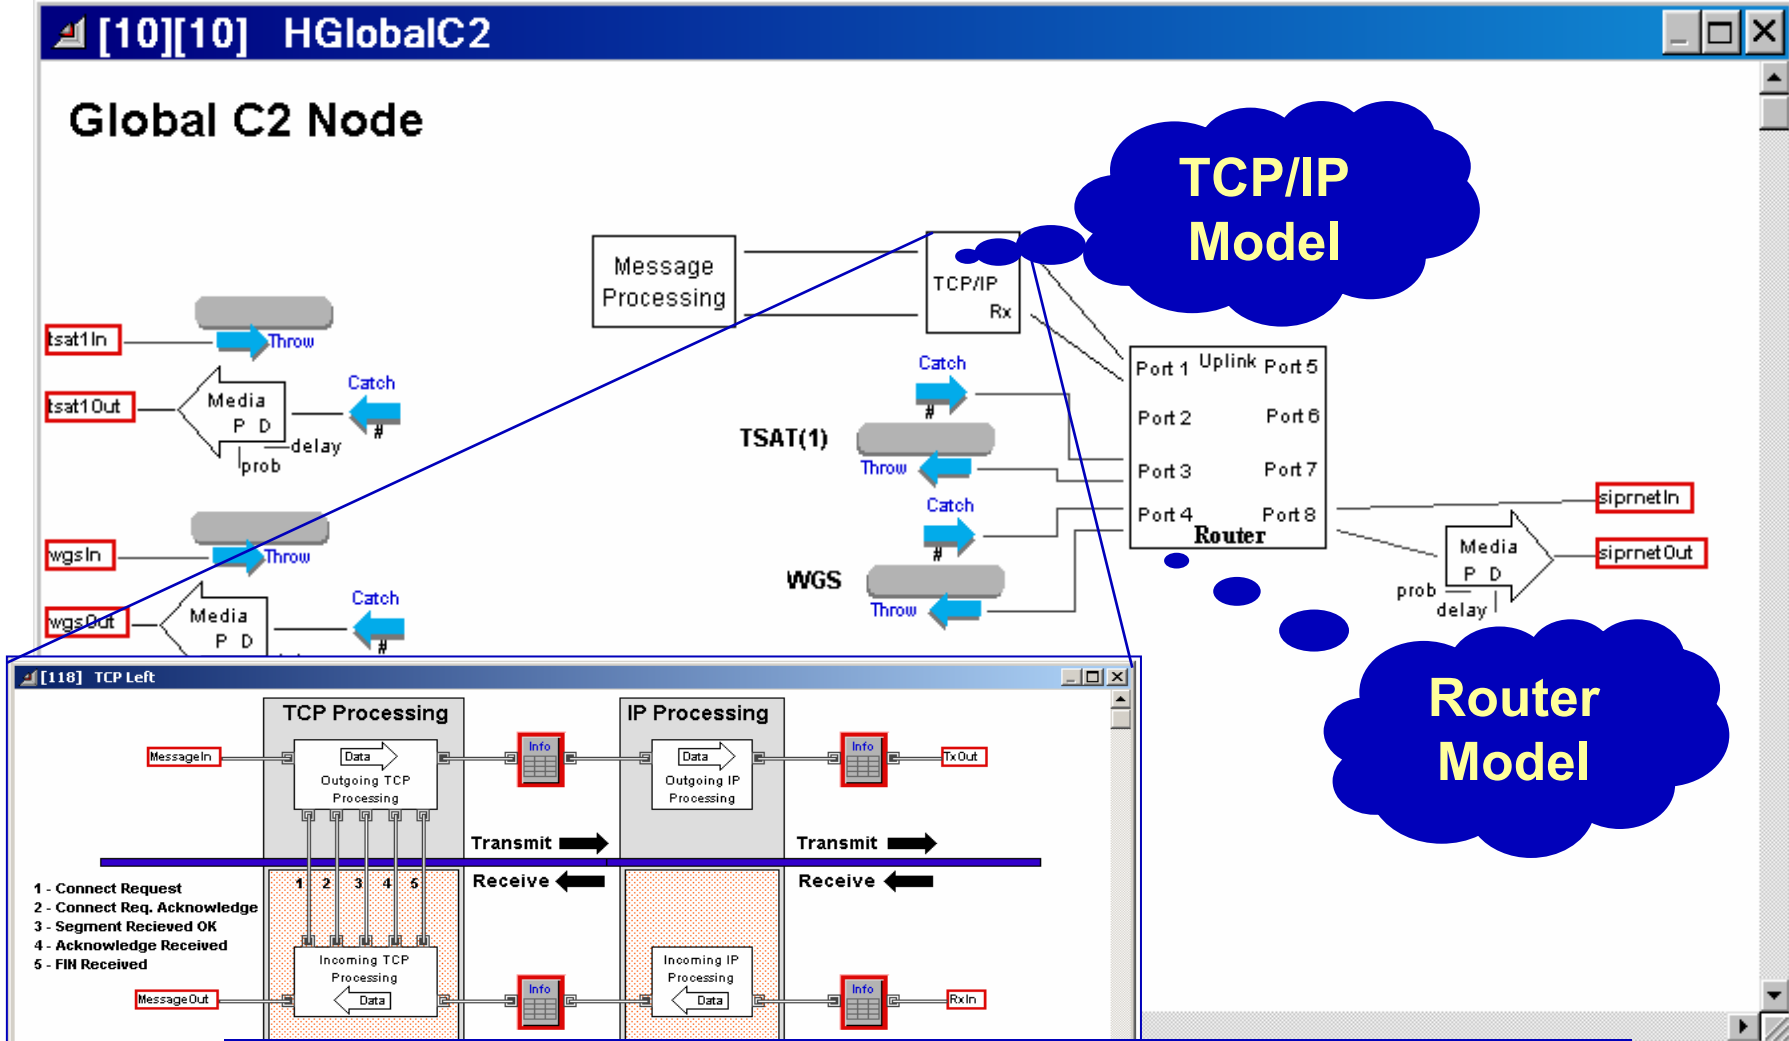 [10][10] HGlobalC2
Global C2 Node
TCP/IP
Model
Message
Processing
TCP/IP
Rx
tsat1In
Throw
tsat1Out
Media
P D
prob
delay
Catch
#
Catch
#
TSAT(1)
Throw
Catch
#
WGS
Throw
Port 1 Uplink Port 5
Port 2 Port 6
Port 3 Port 7
Port 4 Port 8
Router
siprnetIn
siprnetOut
Media
P D
prob
delay
wgsIn
Throw
wgsOut
Media
P D
Catch
#
Router
Model
[118] TCP Left
TCP Processing
IP Processing
MessageIn
Data
Outgoing TCP
Processing
Info
Data
Outgoing IP
Processing
Info
TxOut
Transmit
Transmit
Receive
Receive
1 2 3 4 5
1 - Connect Request
2 - Connect Req. Acknowledge
3 - Segment Recieved OK
4 - Acknowledge Received
5 - FIN Received
Incoming TCP
Processing
Data
MessageOut
Info
Incoming IP
Processing
Data
Info
RxIn